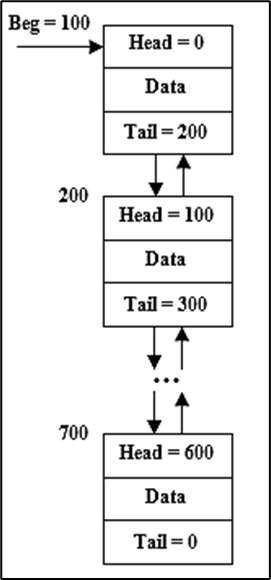 Beg = 100
Head = 0
Data
Tail = 200
200
Head = 100
Data
Tail = 300
...
700
Head = 600
Data
Tail = 0